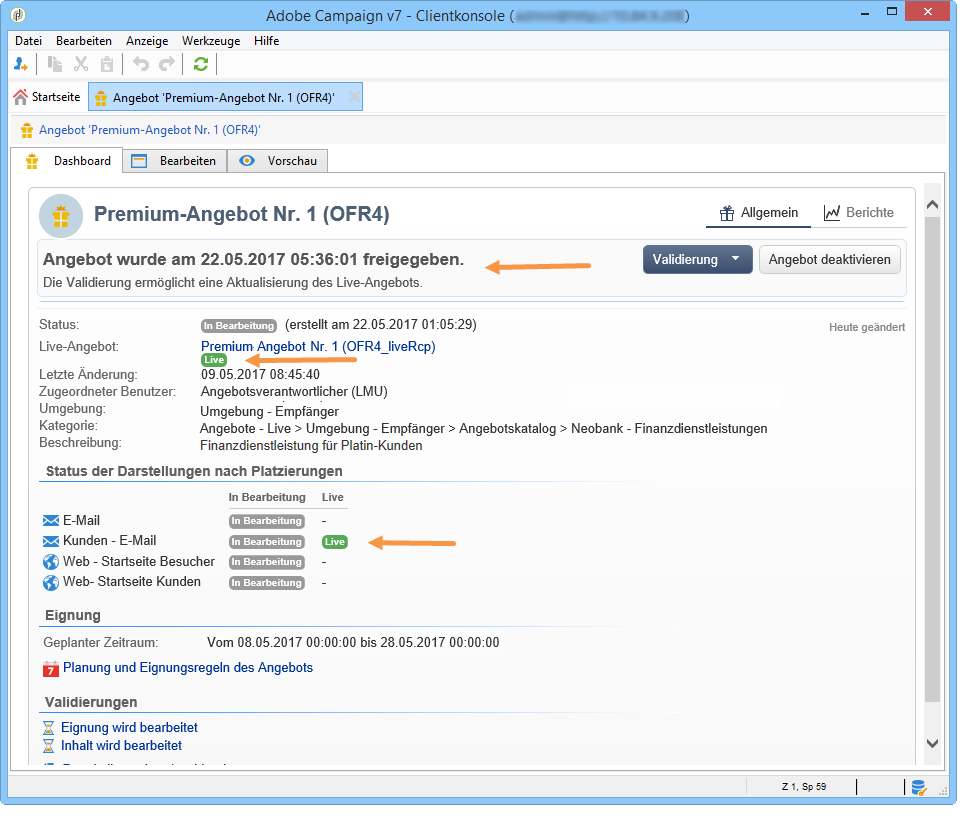 Adobe Campaign v7 - Clientkonsole ( )
Datei Bearbeiten Anzeige Werkzeuge Hilfe
Startseite Angebot 'Premium-Angebot Nr. 1 (OFR4)'
Angebot 'Premium-Angebot Nr. 1 (OFR4)'
Dashboard Bearbeiten Vorschau
Premium-Angebot Nr. 1 (OFR4) Allgemein Berichte
Angebot wurde am 22.05.2017 05:36:01 freigegeben. Validierung Angebot deaktivieren
Die Validierung ermöglicht eine Aktualisierung des Live-Angebots.
Status: In Bearbeitung (erstellt am 22.05.2017 01:05:29) Heute geändert
Live-Angebot: Premium Angebot Nr. 1 (OFR4_liveRcp)
Live
Letzte Änderung: 09.05.2017 08:45:40
Zugeordneter Benutzer: Angebotsverantwortlicher (LMU)
Umgebung: Umgebung - Empfänger
Kategorie: Angebote - Live > Umgebung - Empfänger > Angebotskatalog > Neobank - Finanzdienstleistungen
Beschreibung: Finanzdienstleistung für Platin-Kunden
Status der Darstellungen nach Platzierungen
In Bearbeitung Live
E-Mail In Bearbeitung -
Kunden - E-Mail In Bearbeitung Live
Web - Startseite Besucher In Bearbeitung -
Web- Startseite Kunden In Bearbeitung -
Eignung
Geplanter Zeitraum: Vom 08.05.2017 00:00:00 bis 28.05.2017 00:00:00
7 Planung und Eignungsregeln des Angebots
Validierungen
Eignung wird bearbeitet
Inhalt wird bearbeitet
Z 1, Sp 59